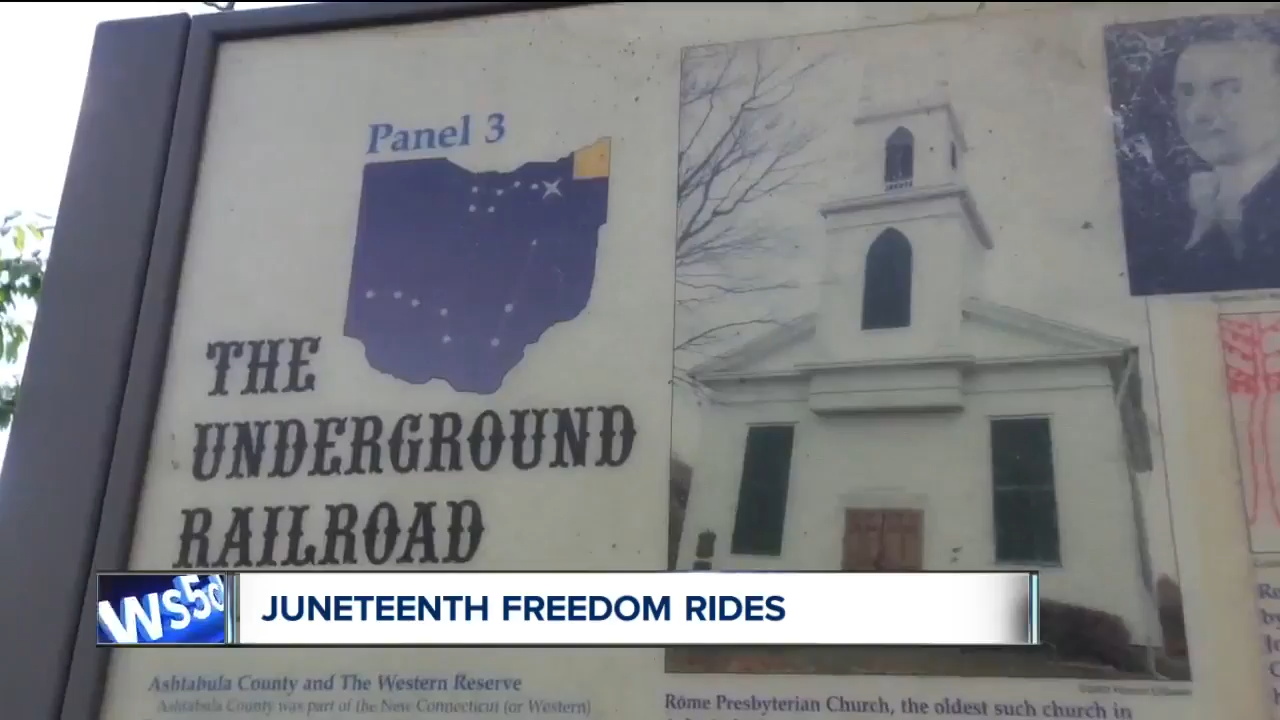 Panel 3
THE
UNDERGROUND
RAILROAD
WS5
JUNETEENTH FREEDOM RIDES
Ashtabula County and The Western Reserve
Ashtabula County was part of the New Connecticut (or Western)
Rome Presbyterian Church, the oldest such church in